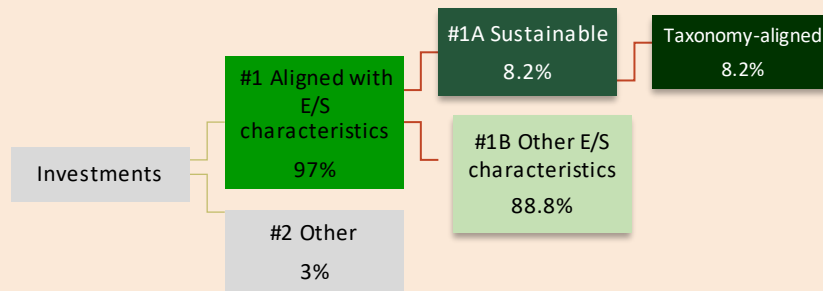 Investments
#1 Aligned with
E/S
characteristics
97%
#2 Other
3%
#1A Sustainable
8.2%
#1B Other E/S
characteristics
88.8%
Taxonomy-aligned
8.2%